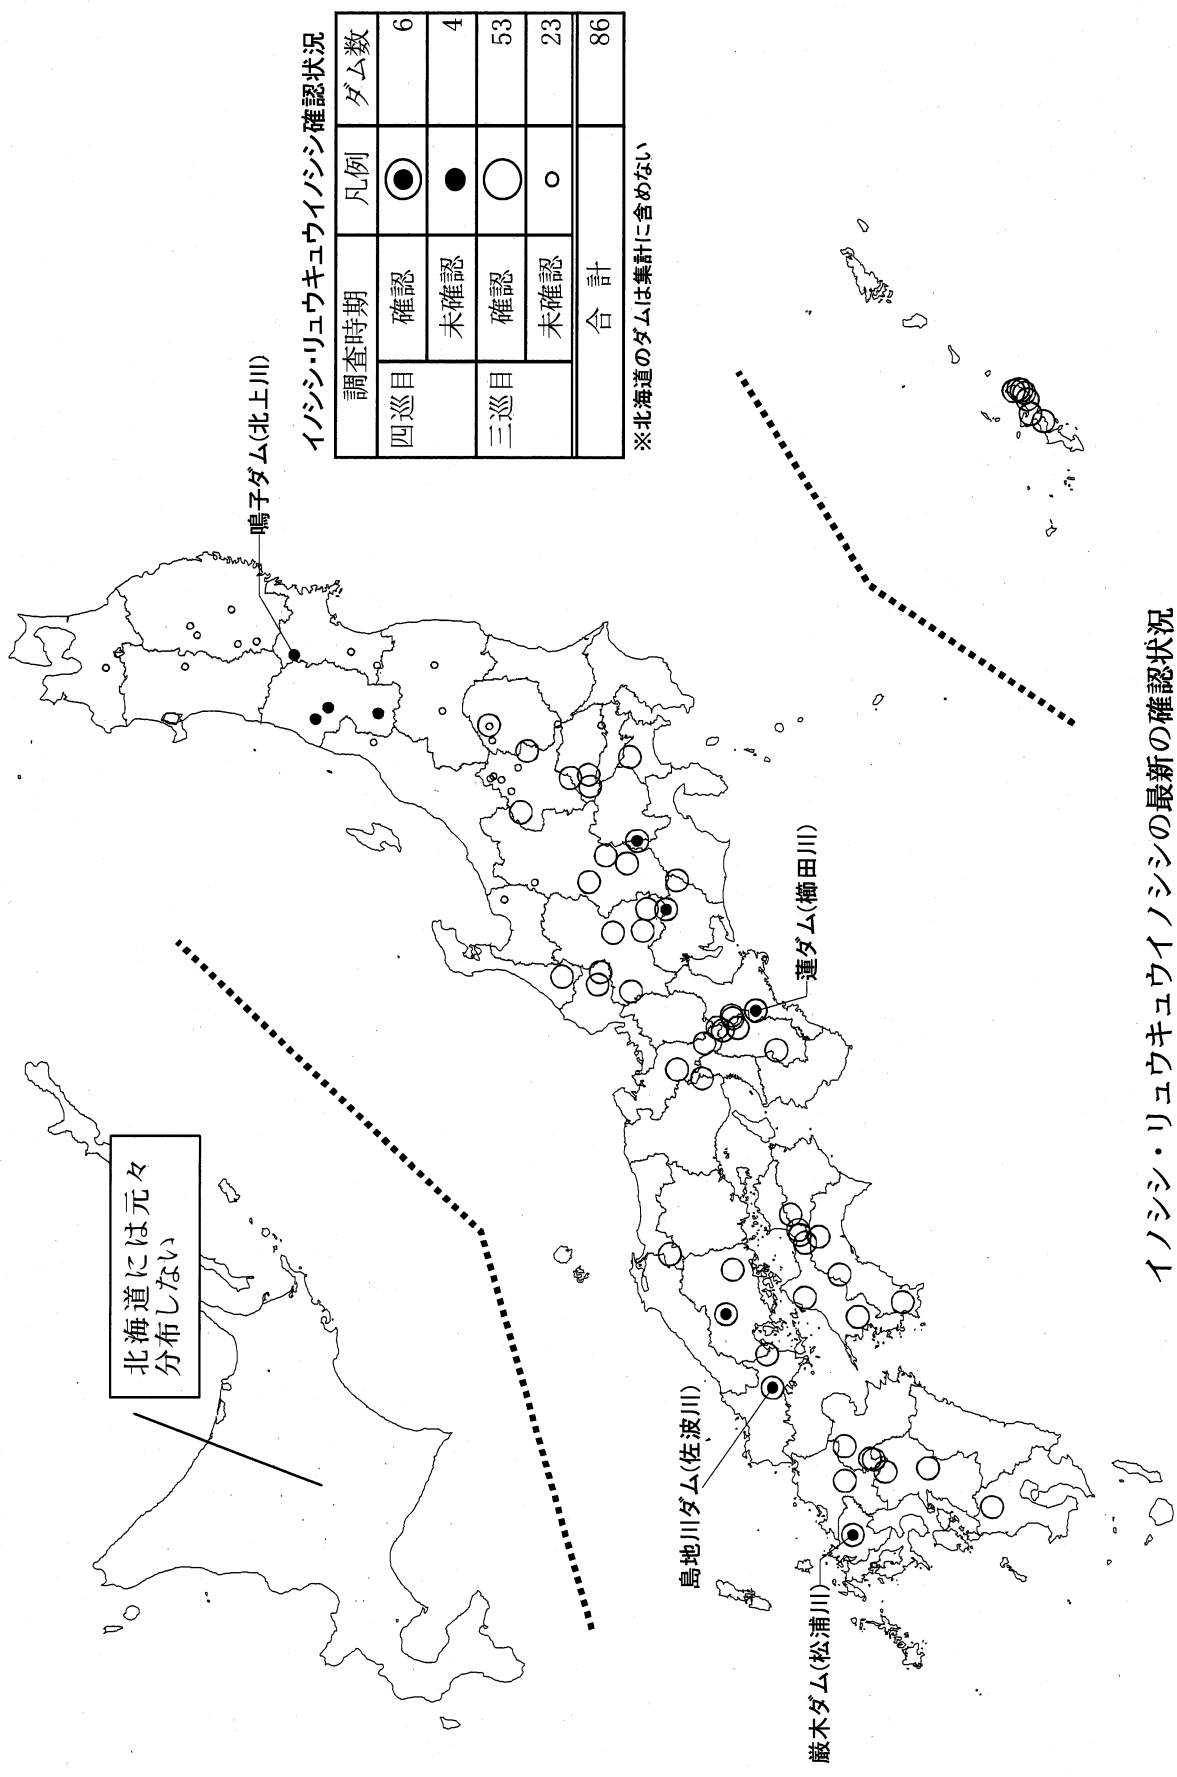 イノシシ・リュウキュウイノシシ確認状況
調査時期 凡例 ダム数
四巡目 確認 ◉ 6
未確認 ● 4
三巡目 確認 ○ 53
未確認 ○ 23
合計 86
※北海道のダムは集計に含めない
北海道には元々
分布しない
鳴子ダム(北上川)
蓮ダム(櫛田川)
島地川ダム(佐波川)
厳木ダム(松浦川)
イノシシ・リュウキュウイノシシの最新の確認状況